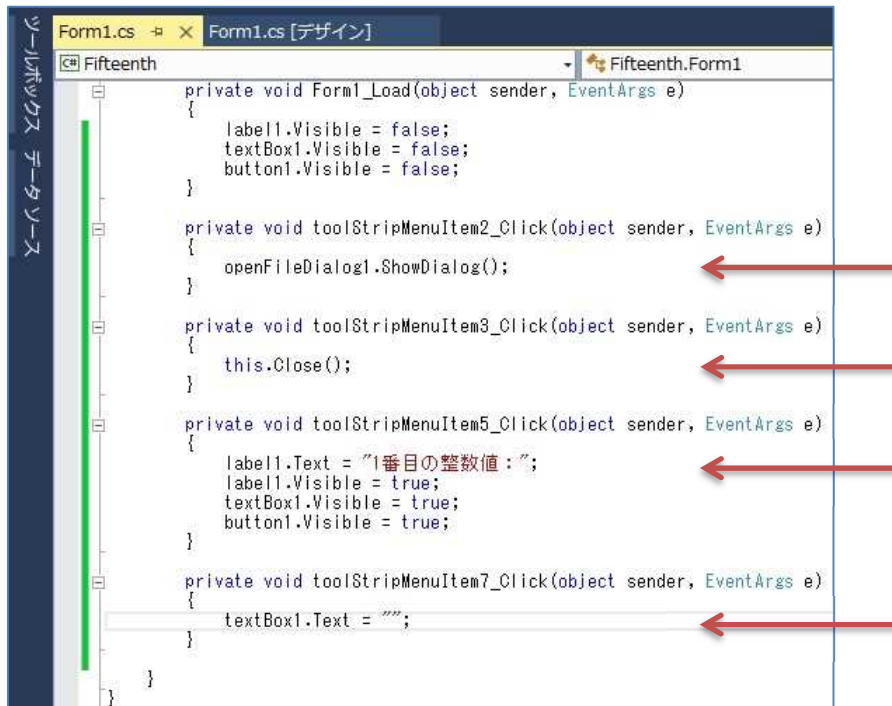 ツールボックス データ ソース
Form1.cs Form1.cs [デザイン]
C# Fifteenth Fifteenth.Form1
private void Form1_Load(object sender, EventArgs e)
{
label1.Visible = false;
textBox1.Visible = false;
button1.Visible = false;
}
private void toolStripMenuItem2_Click(object sender, EventArgs e)
{
openFileDialog1.ShowDialog();
}
private void toolStripMenuItem3_Click(object sender, EventArgs e)
{
this.Close();
}
private void toolStripMenuItem5_Click(object sender, EventArgs e)
{
label1.Text = "1番目の整数値：";
label1.Visible = true;
textBox1.Visible = true;
button1.Visible = true;
}
private void toolStripMenuItem7_Click(object sender, EventArgs e)
{
textBox1.Text = "";
}
}
}